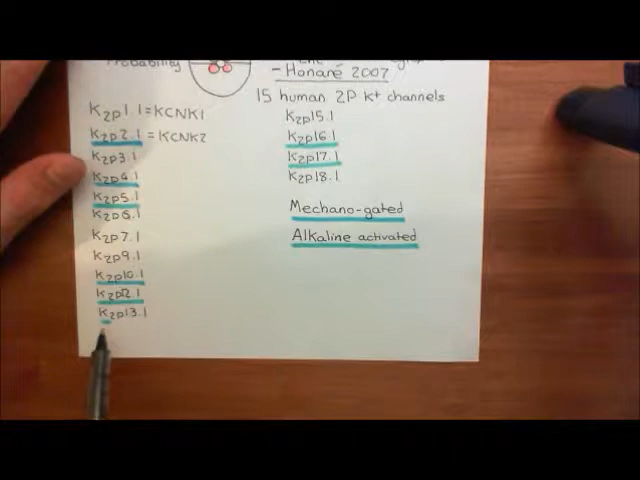 Probability
- Honoré 2007
15 human 2P K+ channels
K2p1.1 = KCNK1
K2p2.1 = KCNK2
K2p3.1
K2p4.1
K2p5.1
K2p6.1
K2p7.1
K2p9.1
K2p10.1
K2p12.1
K2p13.1
K2p15.1
K2p16.1
K2p17.1
K2p18.1
Mechano-gated
Alkaline activated